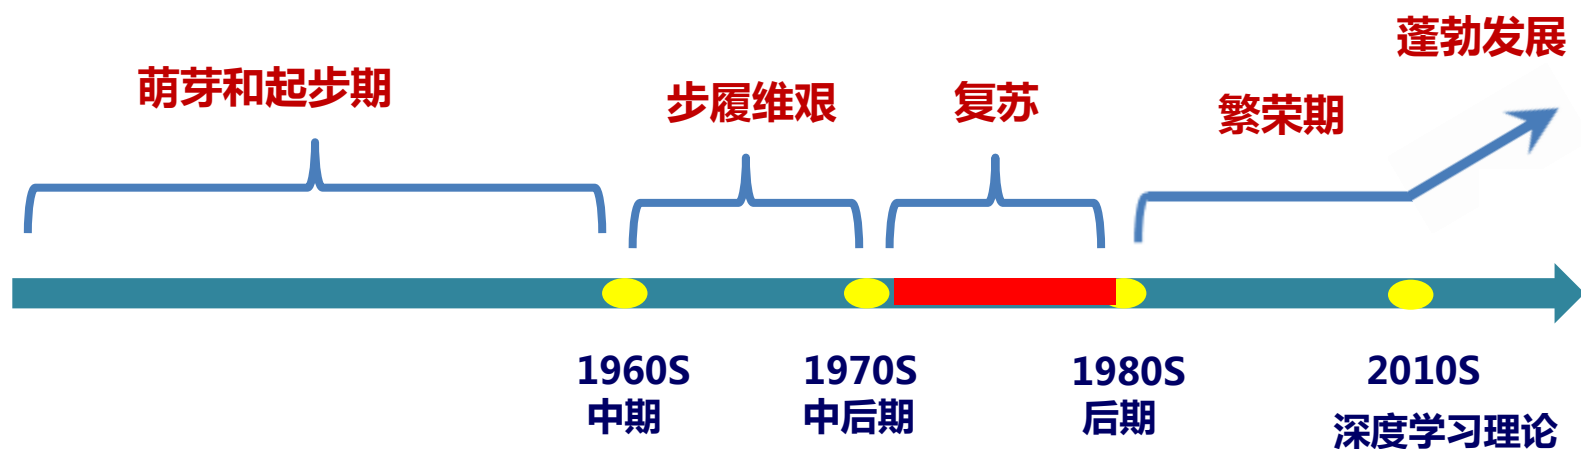 蓬勃发展
萌芽和起步期
步履维艰
复苏
繁荣期
1960S
中期
1970S
中后期
1980S
后期
2010S
深度学习理论